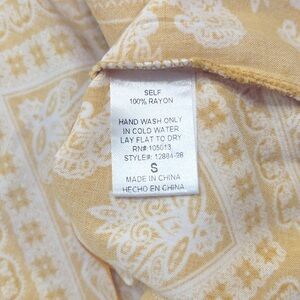 SELF
100% RAYON
HAND WASH ONLY
IN COLD WATER
LAY FLAT TO DRY
RN# 105013
STYLE#: 12884-28
S
MADE IN CHINA
HECHO EN CHINA